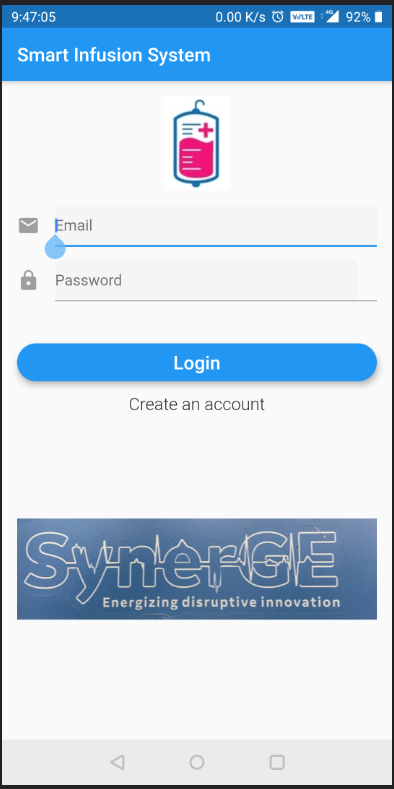 9:47:05 0.00 K/s VoLTE 4G 92%
Smart Infusion System
Email
Password
Login
Create an account
SynerGE
Energizing disruptive innovation